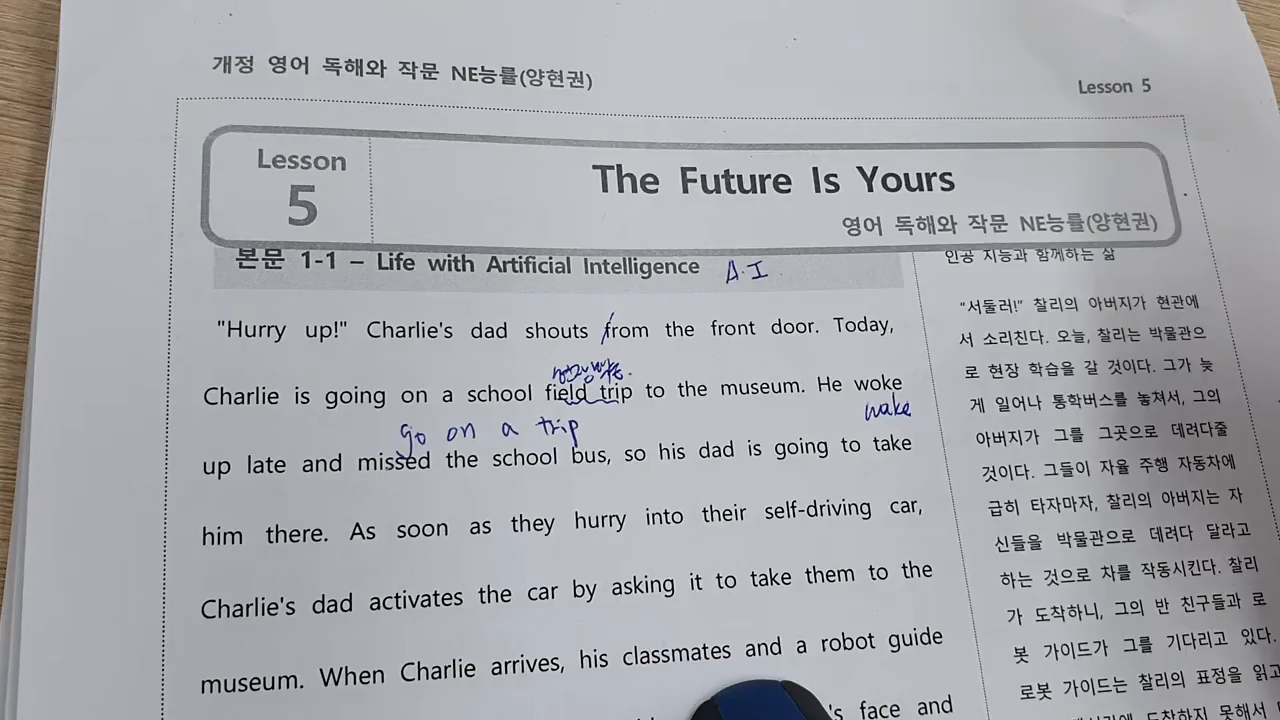 개정 영어 독해와 작문 NE능률(양현권)
Lesson 5
Lesson
5
The Future Is Yours
영어 독해와 작문 NE능률(양현권)
본문 1-1 – Life with Artificial Intelligence A.I
"Hurry up!" Charlie's dad shouts from the front door. Today,
Charlie is going on a school field trip to the museum. He woke
wake
go on a trip
up late and missed the school bus, so his dad is going to take
him there. As soon as they hurry into their self-driving car,
Charlie's dad activates the car by asking it to take them to the
museum. When Charlie arrives, his classmates and a robot guide
's face and
인공 지능과 함께하는 삶
"서둘러!" 찰리의 아버지가 현관에
서 소리친다. 오늘, 찰리는 박물관으
로 현장 학습을 갈 것이다. 그가 늦
게 일어나 통학버스를 놓쳐서, 그의
아버지가 그를 그곳으로 데려다줄
것이다. 그들이 자율 주행 자동차에
급히 타자마자, 찰리의 아버지는 자
신들을 박물관으로 데려다 달라고
하는 것으로 차를 작동시킨다. 찰리
가 도착하니, 그의 반 친구들과 로
봇 가이드가 그를 기다리고 있다.
로봇 가이드는 찰리의 표정을 읽고
도착하지 못해서